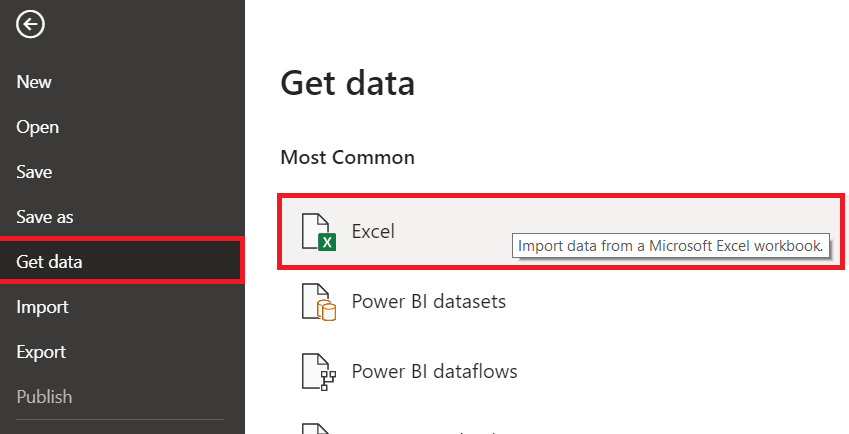 New
Open
Save
Save as
Get data
Import
Export
Publish
Get data
Most Common
Excel
Import data from a Microsoft Excel workbook.
Power BI datasets
Power BI dataflows